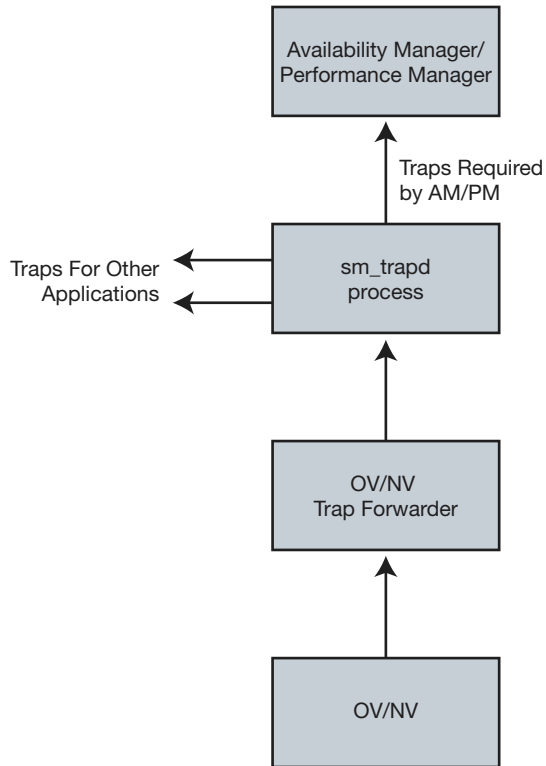 Availability Manager/
Performance Manager
Traps Required
by AM/PM
Traps For Other
Applications
sm_trapd
process
OV/NV
Trap Forwarder
OV/NV